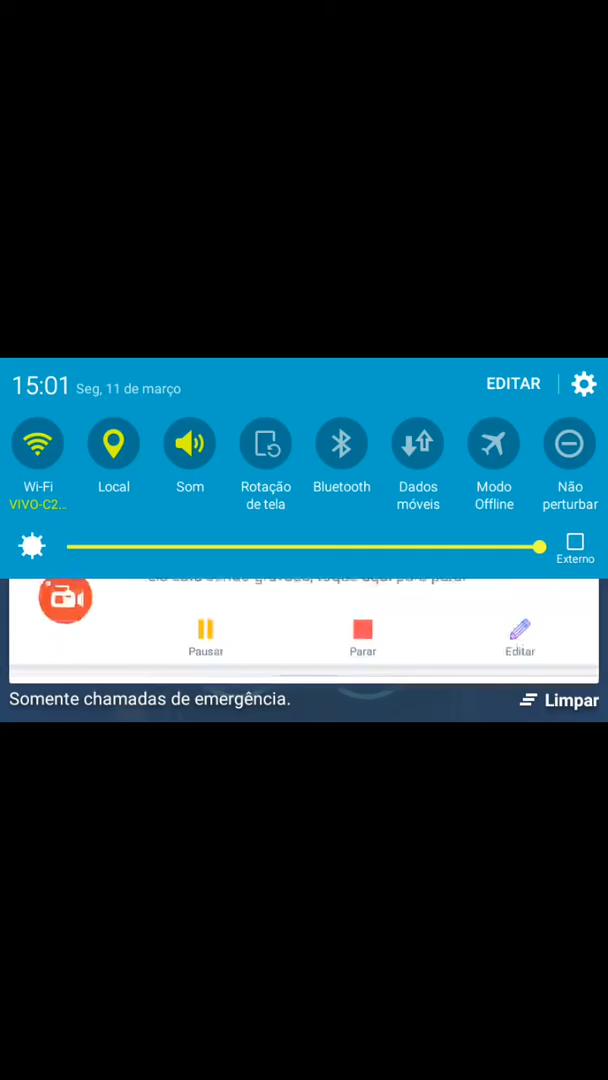 15:01 Seg, 11 de março EDITAR
Wi-Fi Local Som Rotação Bluetooth Dados Modo Não
VIVO-C2... de tela móveis Offline perturbar
Externo
Pausar Parar Editar
Somente chamadas de emergência. Limpar